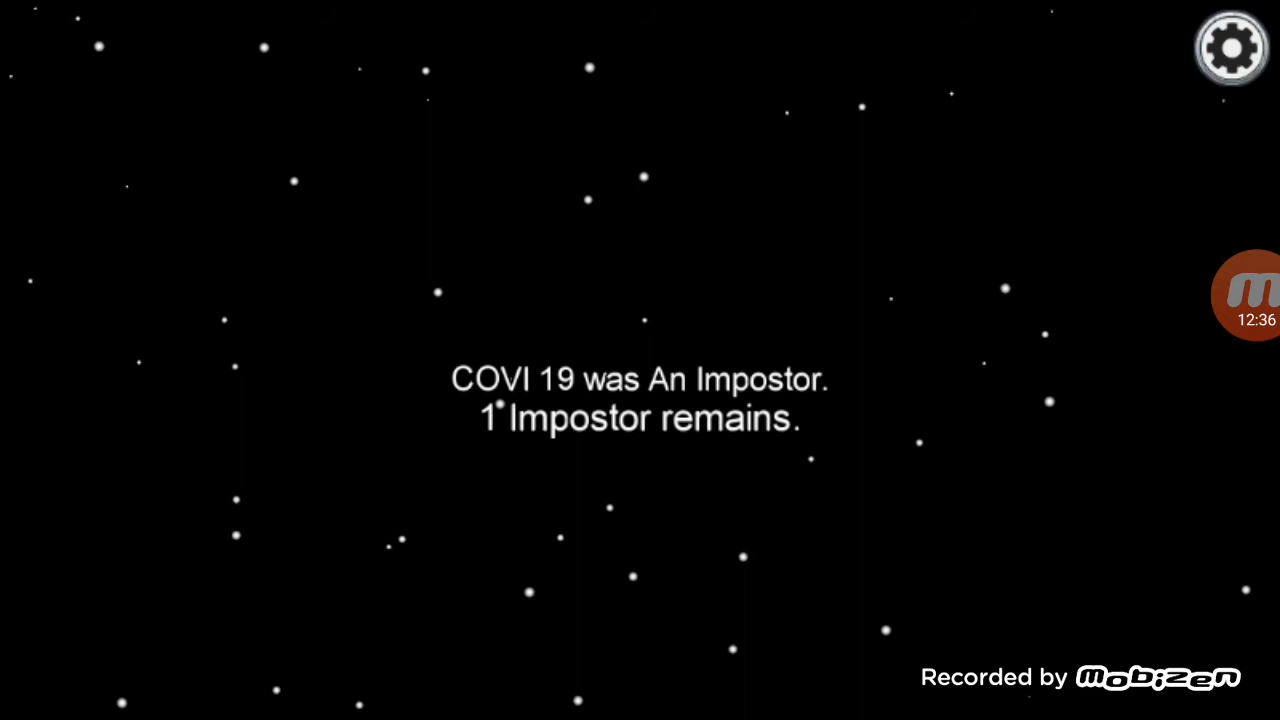 COVI 19 was An Impostor.
1 Impostor remains.
12:36
Recorded by mobizen